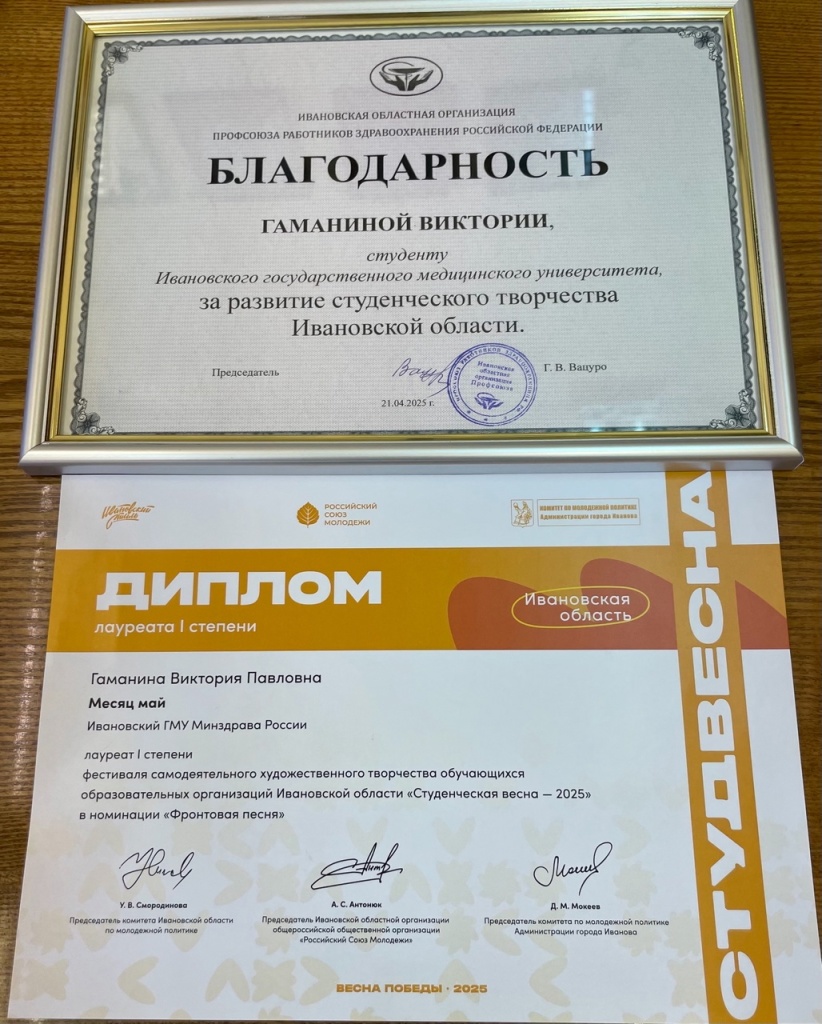 ИВАНОВСКАЯ ОБЛАСТНАЯ ОРГАНИЗАЦИЯ
ПРОФСОЮЗА РАБОТНИКОВ ЗДРАВООХРАНЕНИЯ РОССИЙСКОЙ ФЕДЕРАЦИИ
БЛАГОДАРНОСТЬ
ГАМАНИНОЙ ВИКТОРИИ,
студенту
Ивановского государственного медицинского университета,
за развитие студенческого творчества
Ивановской области.
Председатель
Г. В. Вацуро
Ивановская
областная
организация
Профсоюза
21.04.2025 г.
РОССИЙСКИЙ
СОЮЗ
МОЛОДЕЖИ
КОМИТЕТ ПО МОЛОДЕЖНОЙ ПОЛИТИКЕ
Администрации города Иванова
ДИПЛОМ
лауреата I степени
Ивановская
область
СТУДВЕСНА
Гаманина Виктория Павловна
Месяц май
Ивановский ГМУ Минздрава России
лауреат I степени
фестиваля самодеятельного художественного творчества обучающихся
образовательных организаций Ивановской области «Студенческая весна — 2025»
в номинации «Фронтовая песня»
У. В. Смородинова
Председатель комитета Ивановской области
по молодежной политике
А. С. Антонюк
Председатель Ивановской областной организации
общероссийской общественной организации
«Российский Союз Молодежи»
Д. М. Мокеев
Председатель комитета по молодежной политике
Администрации города Иванова
ВЕСНА ПОБЕДЫ · 2025